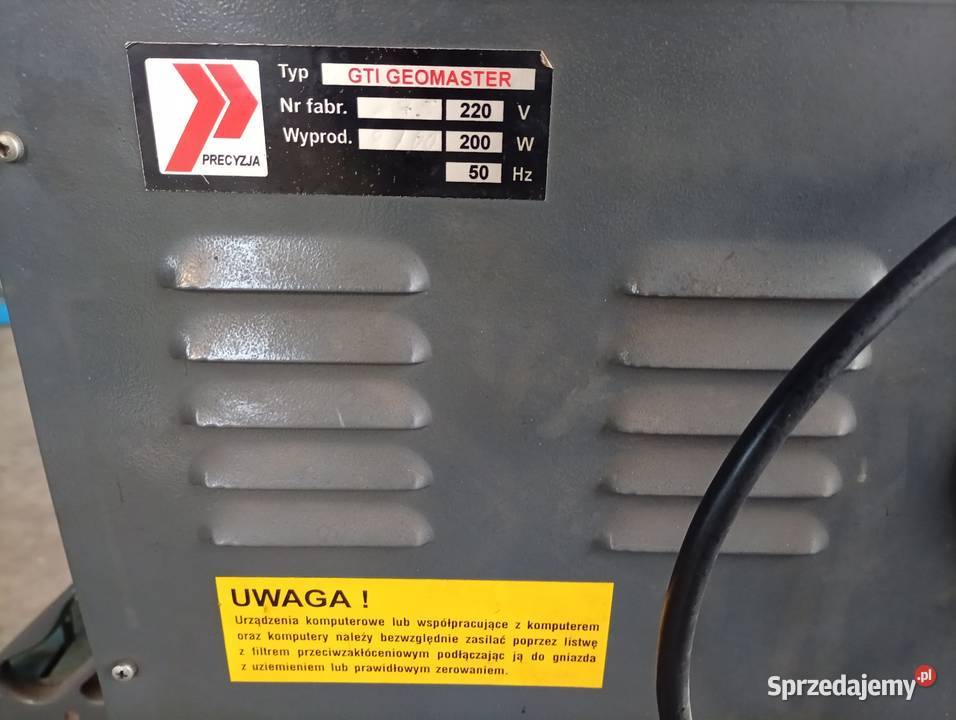 Typ GTI GEOMASTER
Nr fabr. 220 V
Wyprod. 200 W
50 Hz
PRECYZJA
UWAGA !
Urządzenia komputerowe lub współpracujące z komputerem
oraz komputery należy bezwzględnie zasilać poprzez listwę
z filtrem przeciwzakłóceniowym podłączając ją do gniazda
z uziemieniem lub prawidłowym zerowaniem.
Sprzedajemy.pl